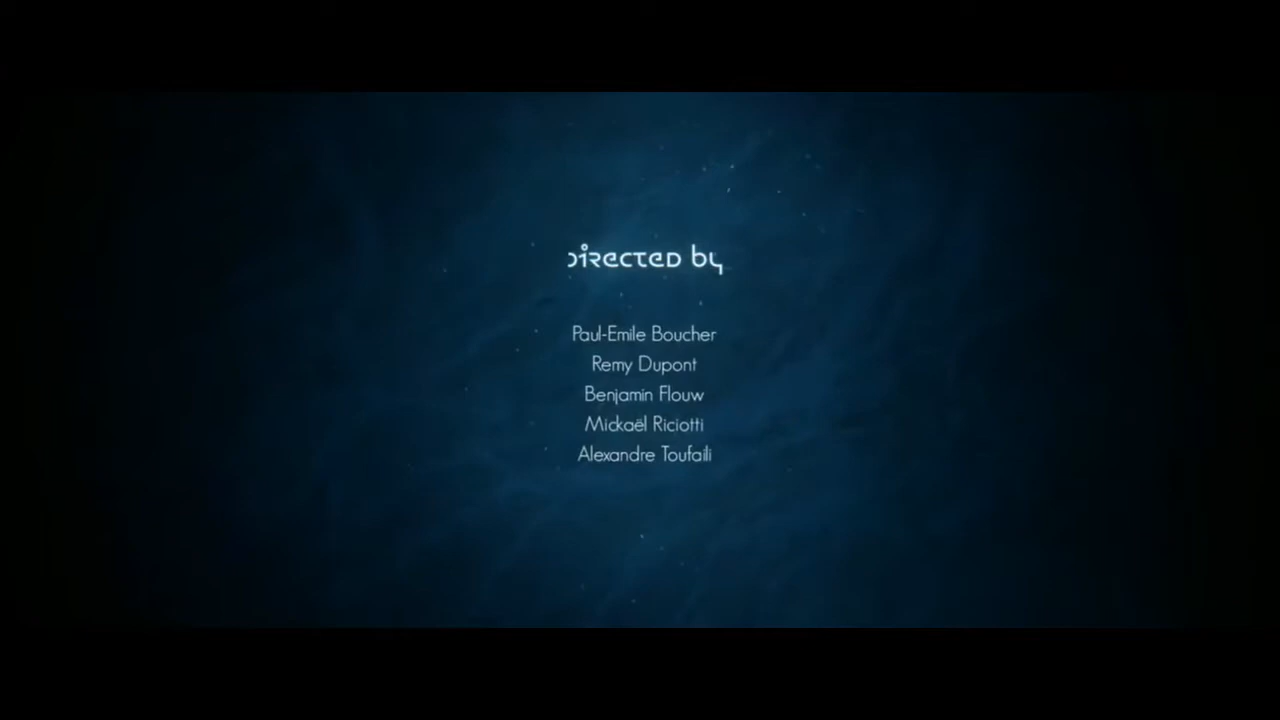 Directed by
Paul-Emile Boucher
Remy Dupont
Benjamin Flouw
Mickaël Riciotti
Alexandre Toufaili